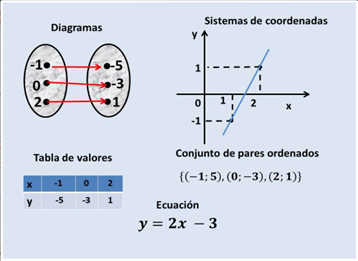 Diagramas
-1 -5
0 -3
2 1
Sistemas de coordenadas
y
1
0 1 2 x
-1
Tabla de valores
x -1 0 2
y -5 -3 1
Conjunto de pares ordenados
{(−1; 5), (0; −3), (2; 1)}
Ecuación
y = 2x − 3